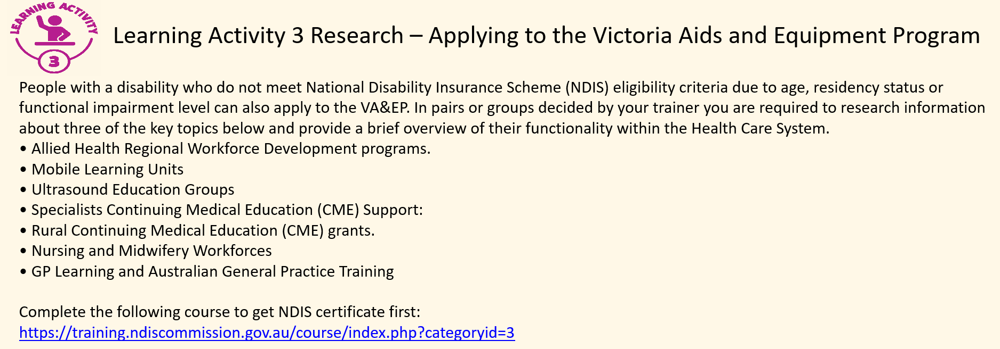 LEARNING ACTIVITY
3
Learning Activity 3 Research – Applying to the Victoria Aids and Equipment Program
People with a disability who do not meet National Disability Insurance Scheme (NDIS) eligibility criteria due to age, residency status or
functional impairment level can also apply to the VA&EP. In pairs or groups decided by your trainer you are required to research information
about three of the key topics below and provide a brief overview of their functionality within the Health Care System.
• Allied Health Regional Workforce Development programs.
• Mobile Learning Units
• Ultrasound Education Groups
• Specialists Continuing Medical Education (CME) Support:
• Rural Continuing Medical Education (CME) grants.
• Nursing and Midwifery Workforces
• GP Learning and Australian General Practice Training
Complete the following course to get NDIS certificate first:
https://training.ndiscommission.gov.au/course/index.php?categoryid=3